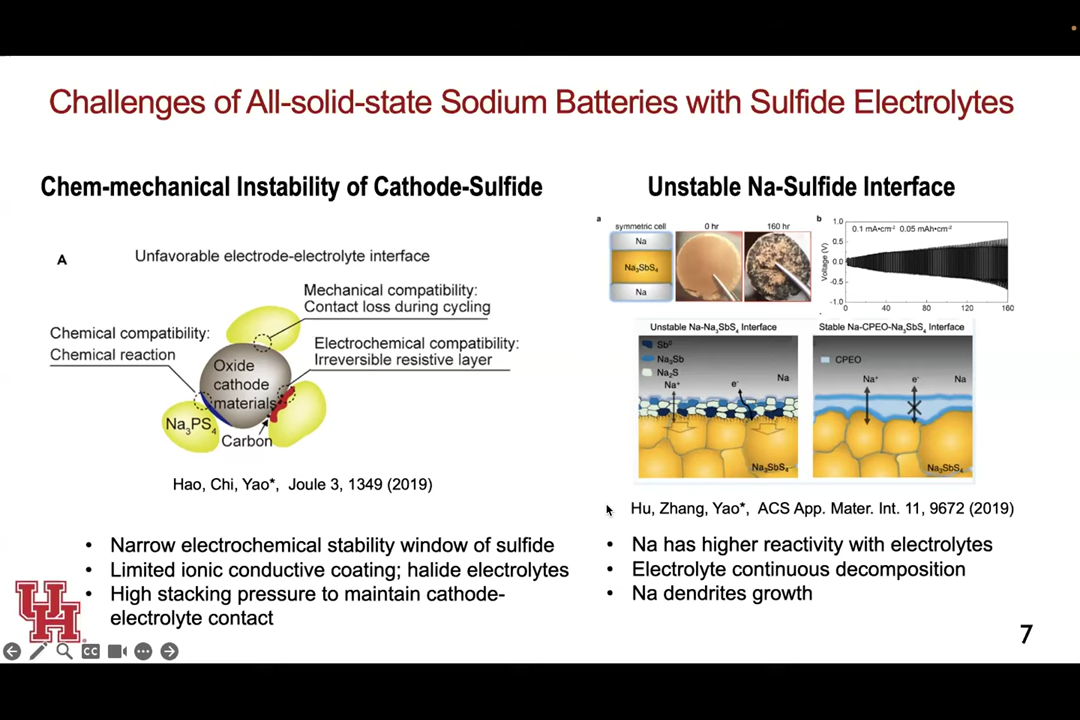 Challenges of All-solid-state Sodium Batteries with Sulfide Electrolytes
Chem-mechanical Instability of Cathode-Sulfide
A
Unfavorable electrode-electrolyte interface
Mechanical compatibility:
Contact loss during cycling
Chemical compatibility:
Chemical reaction
Electrochemical compatibility:
Irreversible resistive layer
Oxide
cathode
materials
Na₃PS₄
Carbon
Hao, Chi, Yao*, Joule 3, 1349 (2019)
• Narrow electrochemical stability window of sulfide
• Limited ionic conductive coating; halide electrolytes
• High stacking pressure to maintain cathode-
electrolyte contact
Unstable Na-Sulfide Interface
a
symmetric cell
0 hr
160 hr
Na
Na₃SbS₄
Na
b
0.1 mA•cm⁻² 0.05 mAh•cm⁻²
Voltage (V)
1.0
0.5
0.0
-0.5
-1.0
0 40 80 120 160
Unstable Na-Na₃SbS₄ Interface
Na₃Sb
Na₂S
Na⁺
e⁻
Na
Na₃SbS₄
Stable Na-CPEO-Na₃SbS₄ Interface
CPEO
Na⁺
e⁻
Na
Na₃SbS₄
Hu, Zhang, Yao*, ACS App. Mater. Int. 11, 9672 (2019)
• Na has higher reactivity with electrolytes
• Electrolyte continuous decomposition
• Na dendrites growth
UH
CC
7